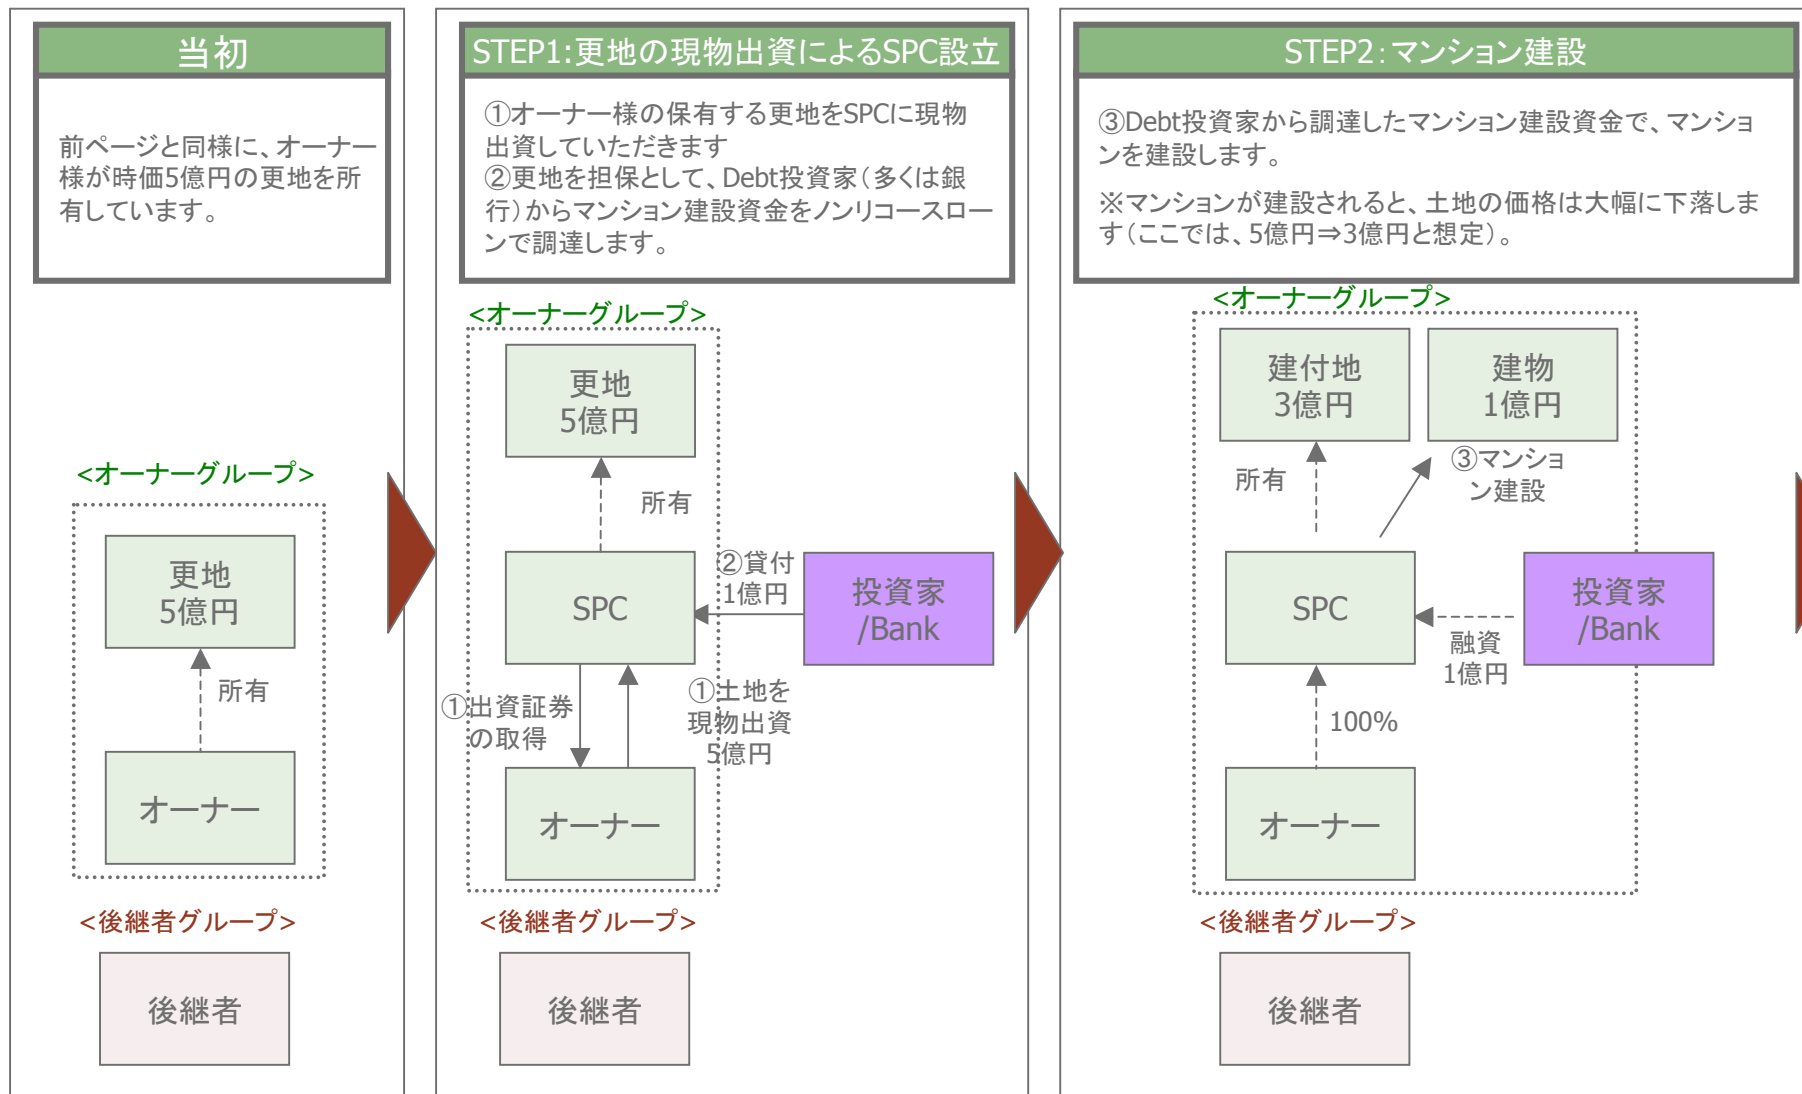 当初
前ページと同様に、オーナー
様が時価5億円の更地を所
有しています。
<オーナーグループ>
更地
5億円
所有
オーナー
<後継者グループ>
後継者
STEP1:更地の現物出資によるSPC設立
①オーナー様の保有する更地をSPCに現物
出資していただきます
②更地を担保として、Debt投資家(多くは銀
行)からマンション建設資金をノンリコースロー
ンで調達します。
<オーナーグループ>
更地
5億円
所有
SPC
②貸付
1億円
投資家
/Bank
①出資証券
の取得
①土地を
現物出資
5億円
オーナー
<後継者グループ>
後継者
STEP2:マンション建設
③Debt投資家から調達したマンション建設資金で、マンショ
ンを建設します。
※マンションが建設されると、土地の価格は大幅に下落しま
す(ここでは、5億円⇒3億円と想定)。
<オーナーグループ>
建付地
3億円
建物
1億円
所有
③マンショ
ン建設
SPC
融資
1億円
投資家
/Bank
100%
オーナー
<後継者グループ>
後継者